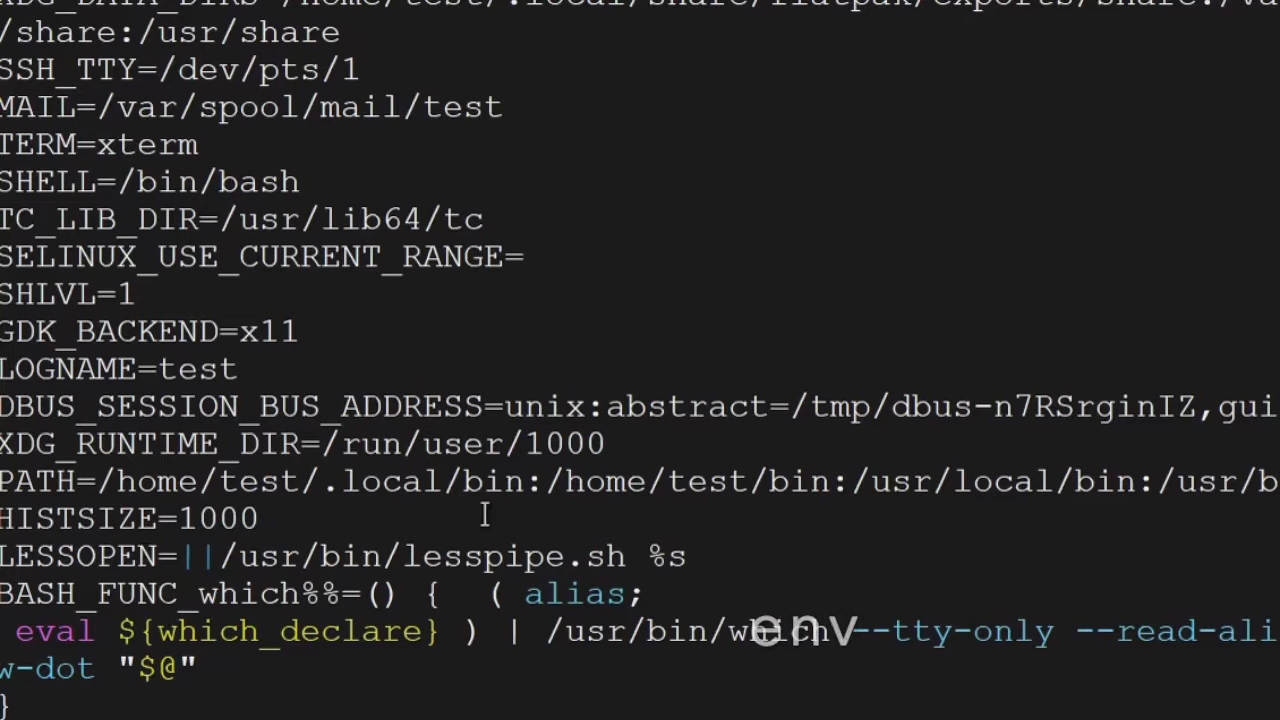 /share:/usr/share
SSH_TTY=/dev/pts/1
MAIL=/var/spool/mail/test
TERM=xterm
SHELL=/bin/bash
TC_LIB_DIR=/usr/lib64/tc
SELINUX_USE_CURRENT_RANGE=
SHLVL=1
GDK_BACKEND=x11
LOGNAME=test
DBUS_SESSION_BUS_ADDRESS=unix:abstract=/tmp/dbus-n7RSrginIZ,gui
XDG_RUNTIME_DIR=/run/user/1000
PATH=/home/test/.local/bin:/home/test/bin:/usr/local/bin:/usr/b
HISTSIZE=1000
LESSOPEN=||/usr/bin/lesspipe.sh %s
BASH_FUNC_which%%=() {  ( alias;
eval ${which_declare} ) | /usr/bin/which --tty-only --read-ali
env
w-dot "$@"
}